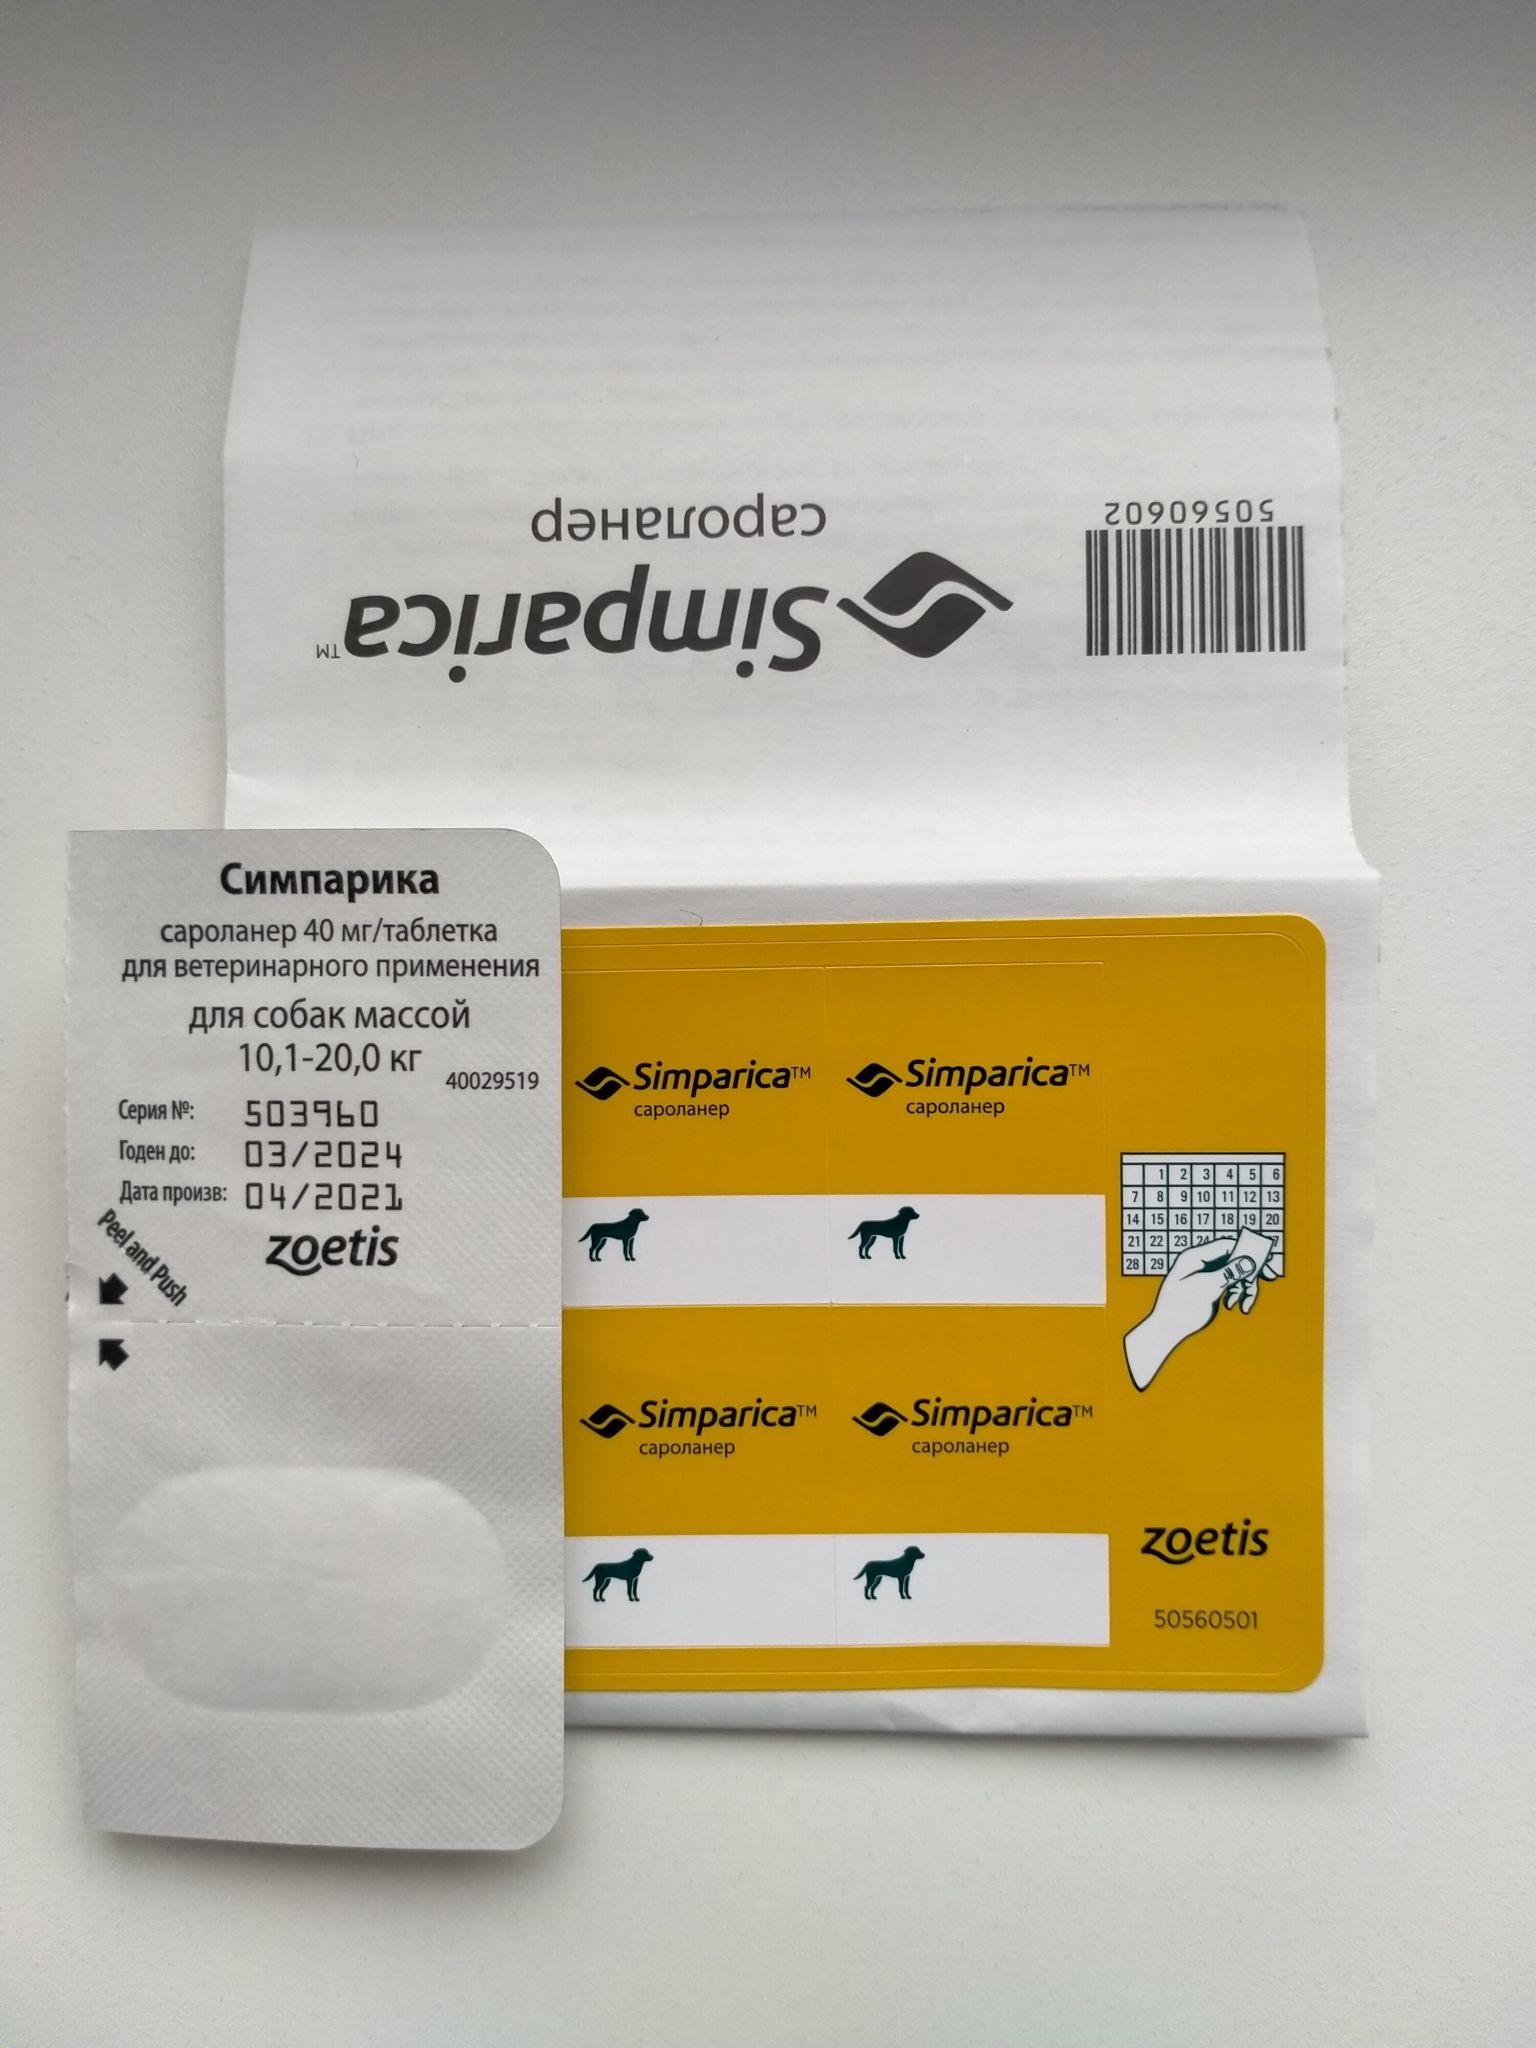 50560602
Simparica™
сароланер
Симпарика
сароланер 40 мг/таблетка
для ветеринарного применения
для собак массой
10,1-20,0 кг
40029519
Серия №: 503960
Годен до: 03/2024
Дата произв: 04/2021
zoetis
Peel and Push
Simparica™
сароланер
Simparica™
сароланер
1 2 3 4 5 6
7 8 9 10 11 12 13
14 15 16 17 18 19 20
21 22 23 24
28 29
Simparica™
сароланер
Simparica™
сароланер
zoetis
50560501